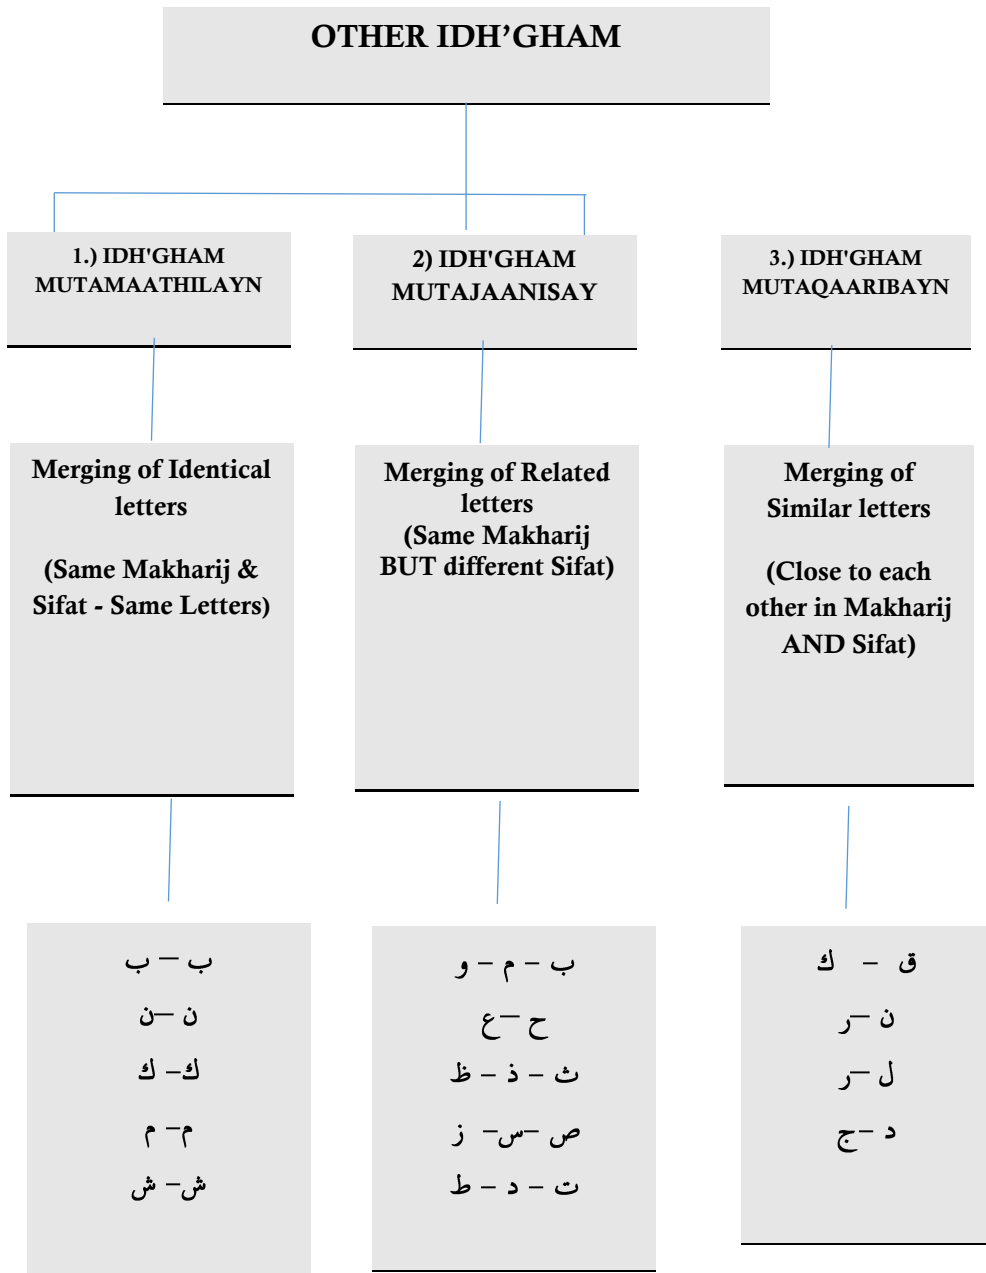 OTHER IDH’GHAM
1.) IDH'GHAM
MUTAMAATHILAYN
2) IDH'GHAM
MUTAJAANISAY
3.) IDH'GHAM
MUTAQAARIBAYN
Merging of Identical
letters
(Same Makharij &
Sifat - Same Letters)
Merging of Related
letters
(Same Makharij
BUT different Sifat)
Merging of
Similar letters
(Close to each
other in Makharij
AND Sifat)
ب – ب
ن – ن
ك – ك
م – م
ش – ش
ب – م – و
ح – ع
ث – ذ – ظ
ص – س – ز
ت – د – ط
ق – ك
ن – ر
ل – ر
د – ج